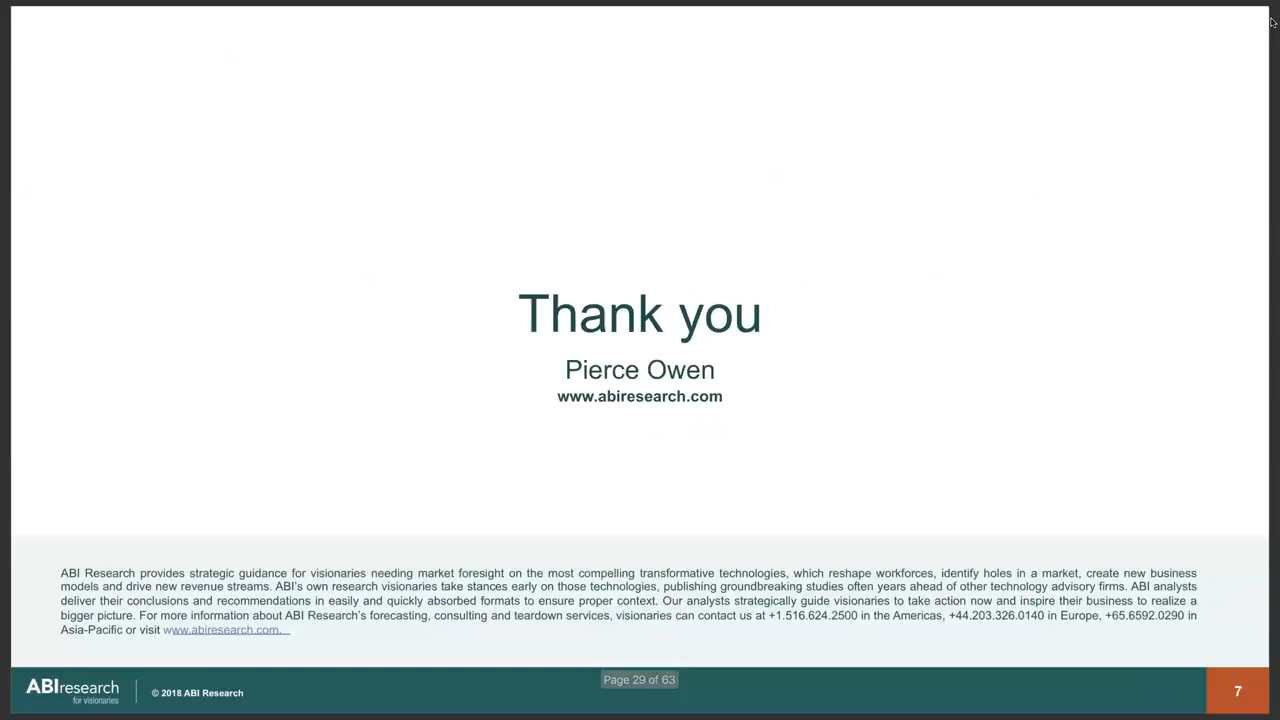 Thank you
Pierce Owen
www.abiresearch.com
ABI Research provides strategic guidance for visionaries needing market foresight on the most compelling transformative technologies, which reshape workforces, identify holes in a market, create new business
models and drive new revenue streams. ABI's own research visionaries take stances early on those technologies, publishing groundbreaking studies often years ahead of other technology advisory firms. ABI analysts
deliver their conclusions and recommendations in easily and quickly absorbed formats to ensure proper context. Our analysts strategically guide visionaries to take action now and inspire their business to realize a
bigger picture. For more information about ABI Research's forecasting, consulting and teardown services, visionaries can contact us at +1.516.624.2500 in the Americas, +44.203.326.0140 in Europe, +65.6592.0290 in
Asia-Pacific or visit www.abiresearch.com.
ABIresearch
for visionaries
© 2018 ABI Research
Page 29 of 63
7